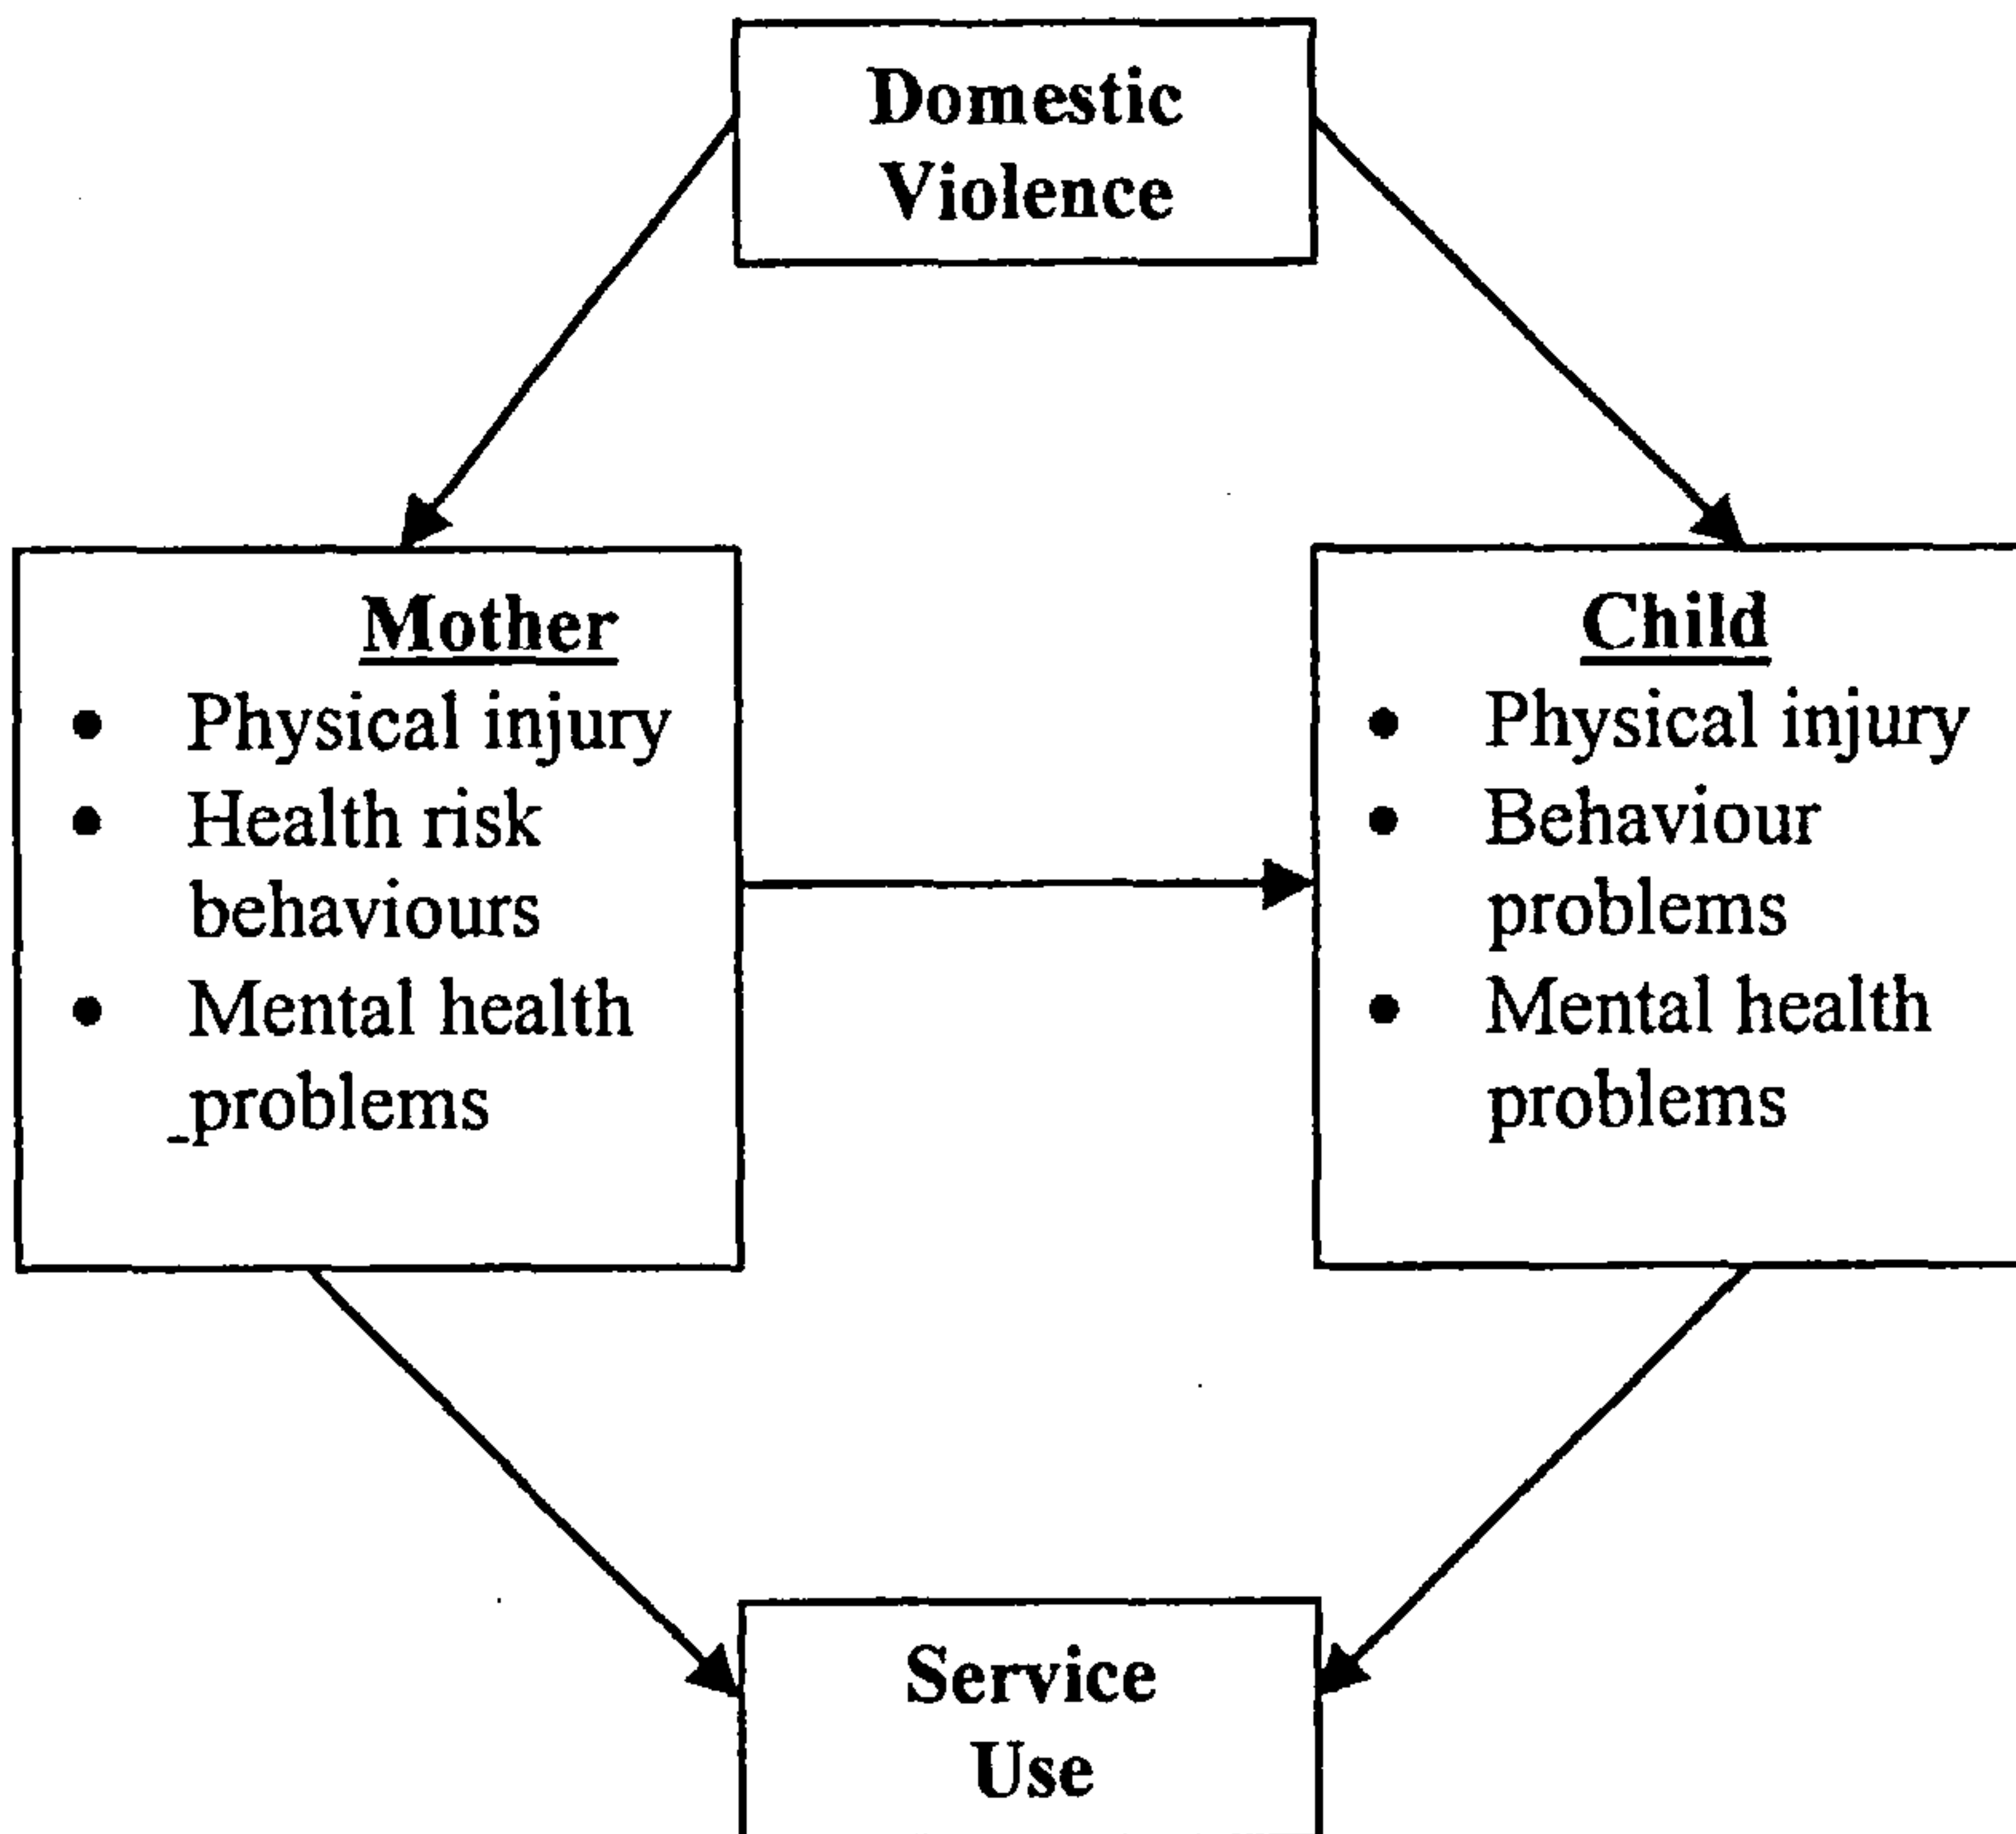 Domestic
Violence
Mother
• Physical injury
• Health risk
behaviours
• Mental health
problems
Child
• Physical injury
• Behaviour
problems
• Mental health
problems
Service
Use